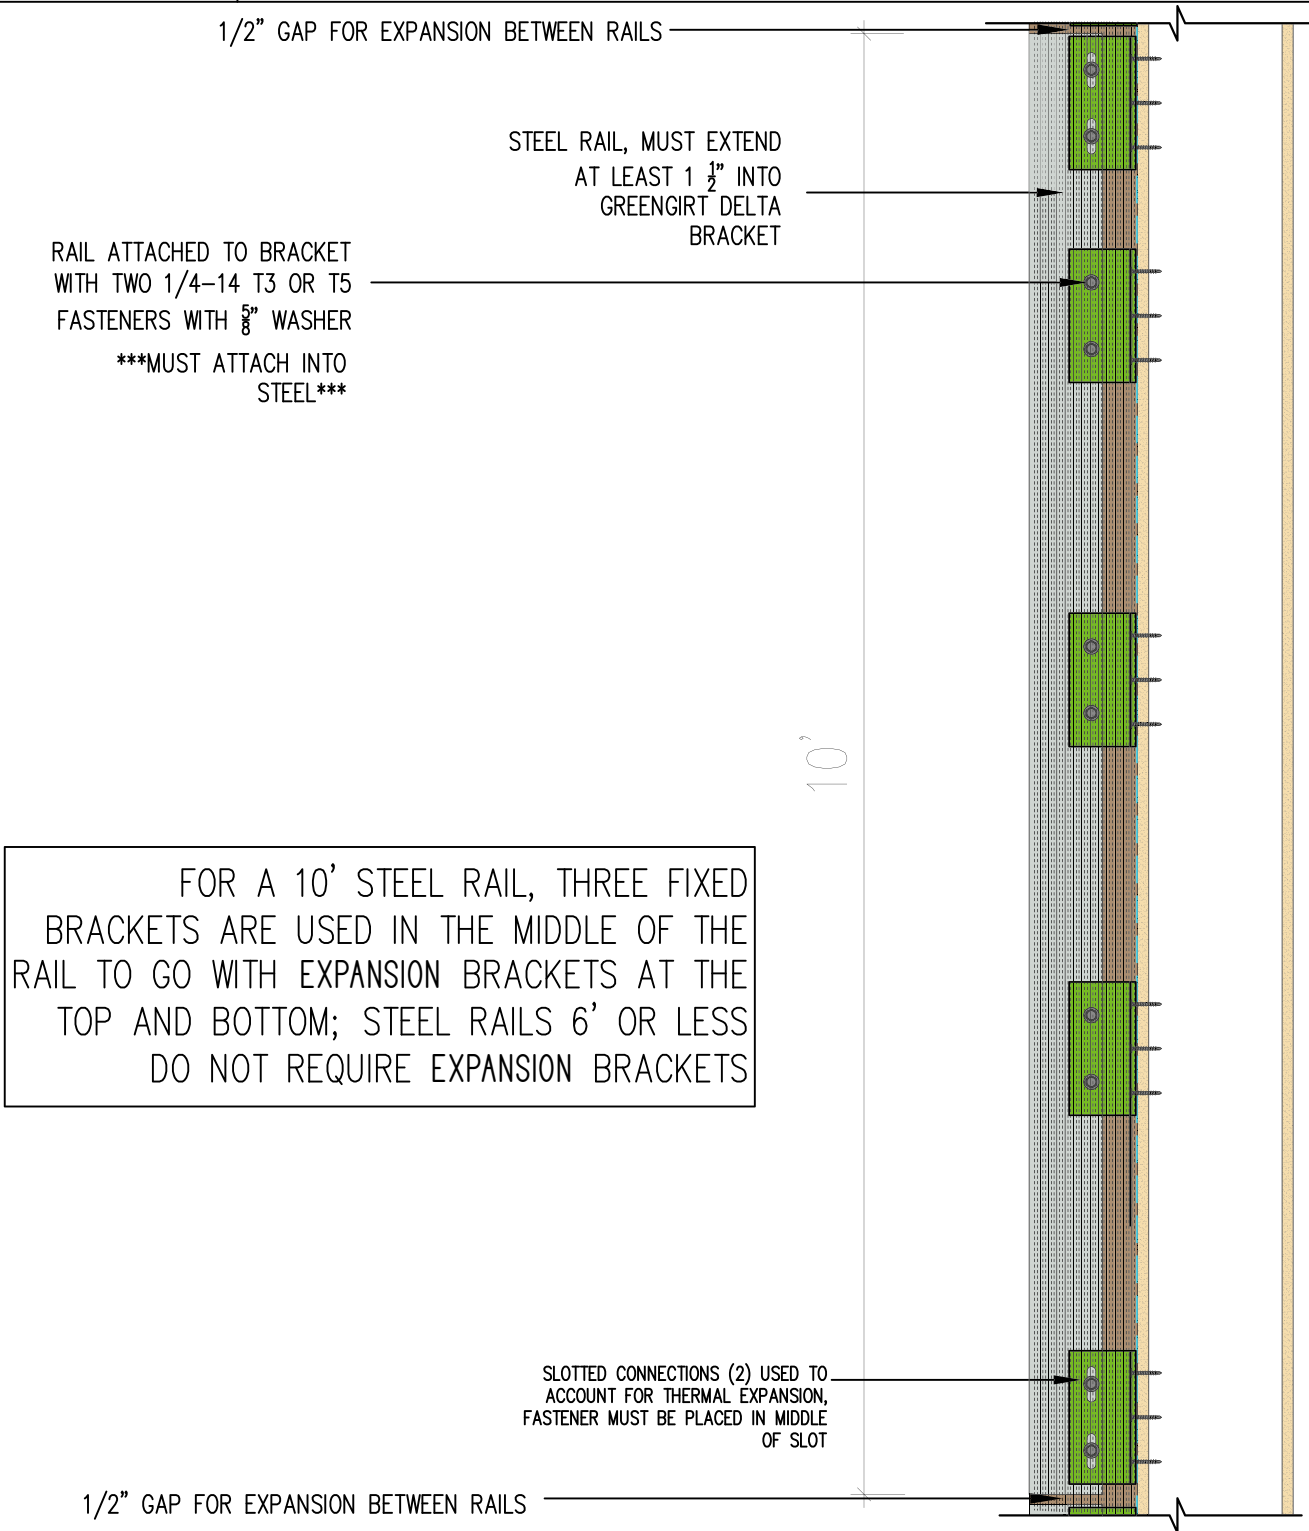 1/2" GAP FOR EXPANSION BETWEEN RAILS
STEEL RAIL, MUST EXTEND
AT LEAST 1 1/2" INTO
GREENGIRT DELTA
BRACKET
RAIL ATTACHED TO BRACKET
WITH TWO 1/4-14 T3 OR T5
FASTENERS WITH 5/8" WASHER
***MUST ATTACH INTO
STEEL***
10'
FOR A 10' STEEL RAIL, THREE FIXED
BRACKETS ARE USED IN THE MIDDLE OF THE
RAIL TO GO WITH EXPANSION BRACKETS AT THE
TOP AND BOTTOM; STEEL RAILS 6' OR LESS
DO NOT REQUIRE EXPANSION BRACKETS
SLOTTED CONNECTIONS (2) USED TO
ACCOUNT FOR THERMAL EXPANSION,
FASTENER MUST BE PLACED IN MIDDLE
OF SLOT
1/2" GAP FOR EXPANSION BETWEEN RAILS